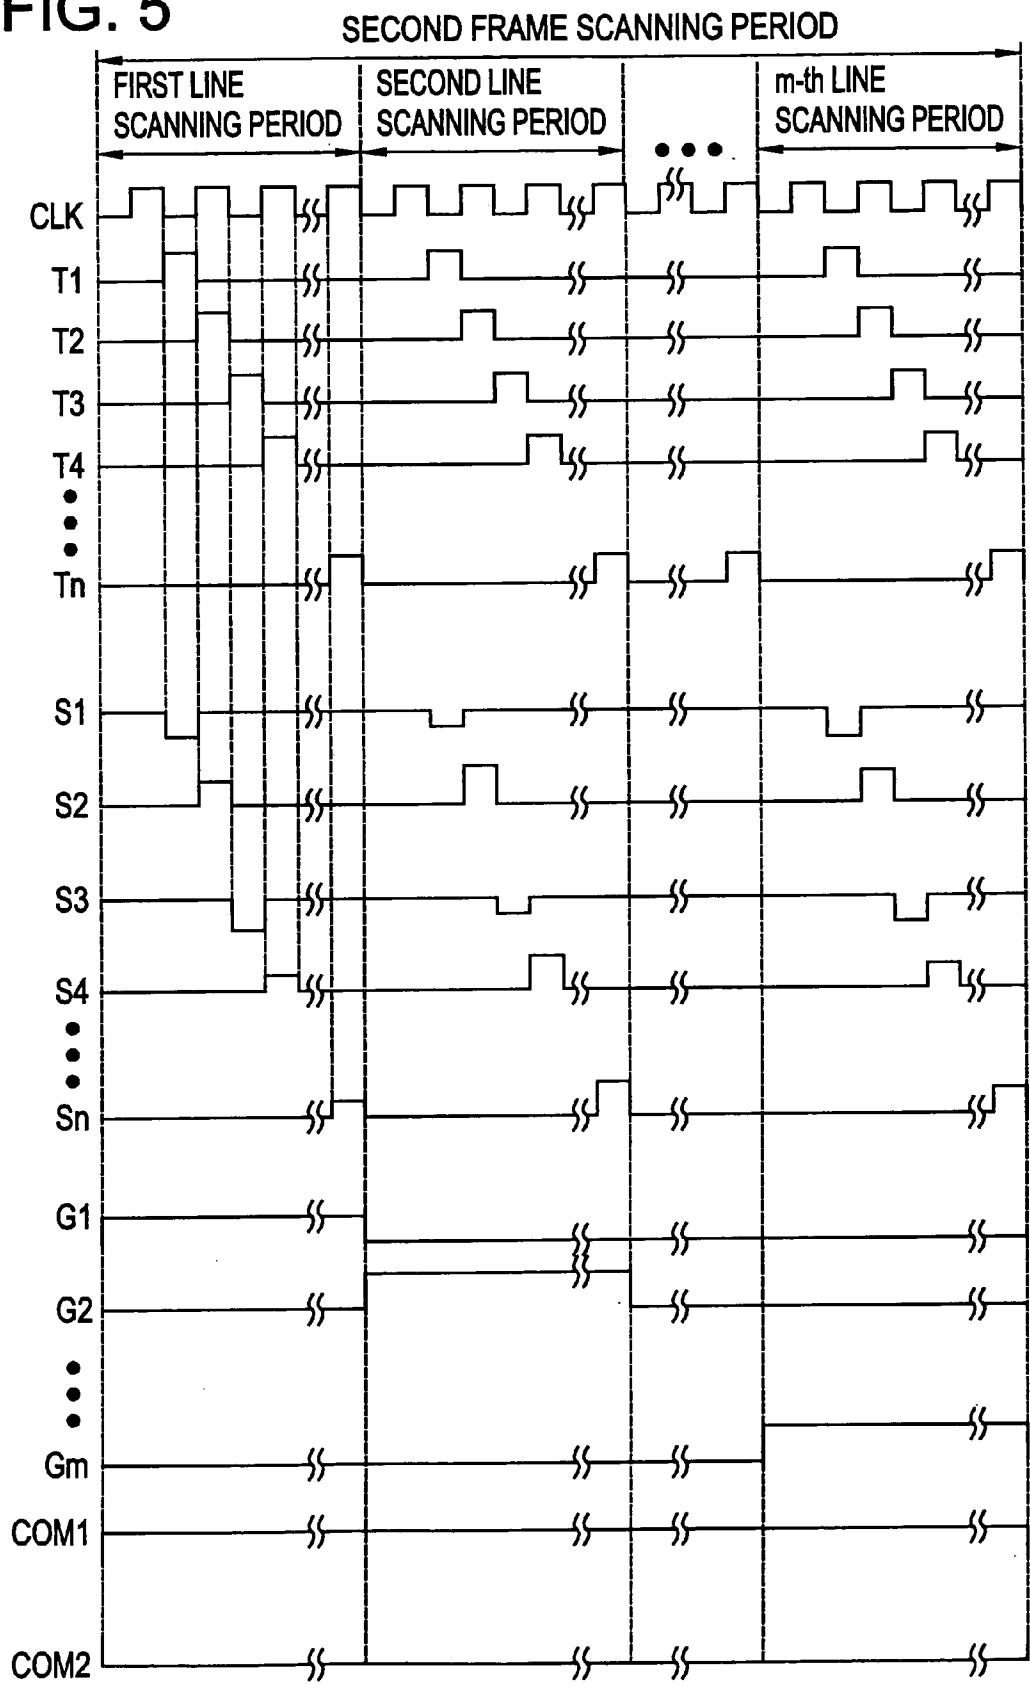 FIG. 5
SECOND FRAME SCANNING PERIOD
FIRST LINE
SCANNING PERIOD
SECOND LINE
SCANNING PERIOD
m-th LINE
SCANNING PERIOD
CLK
T1
T2
T3
T4
Tn
S1
S2
S3
S4
Sn
G1
G2
Gm
COM1
COM2